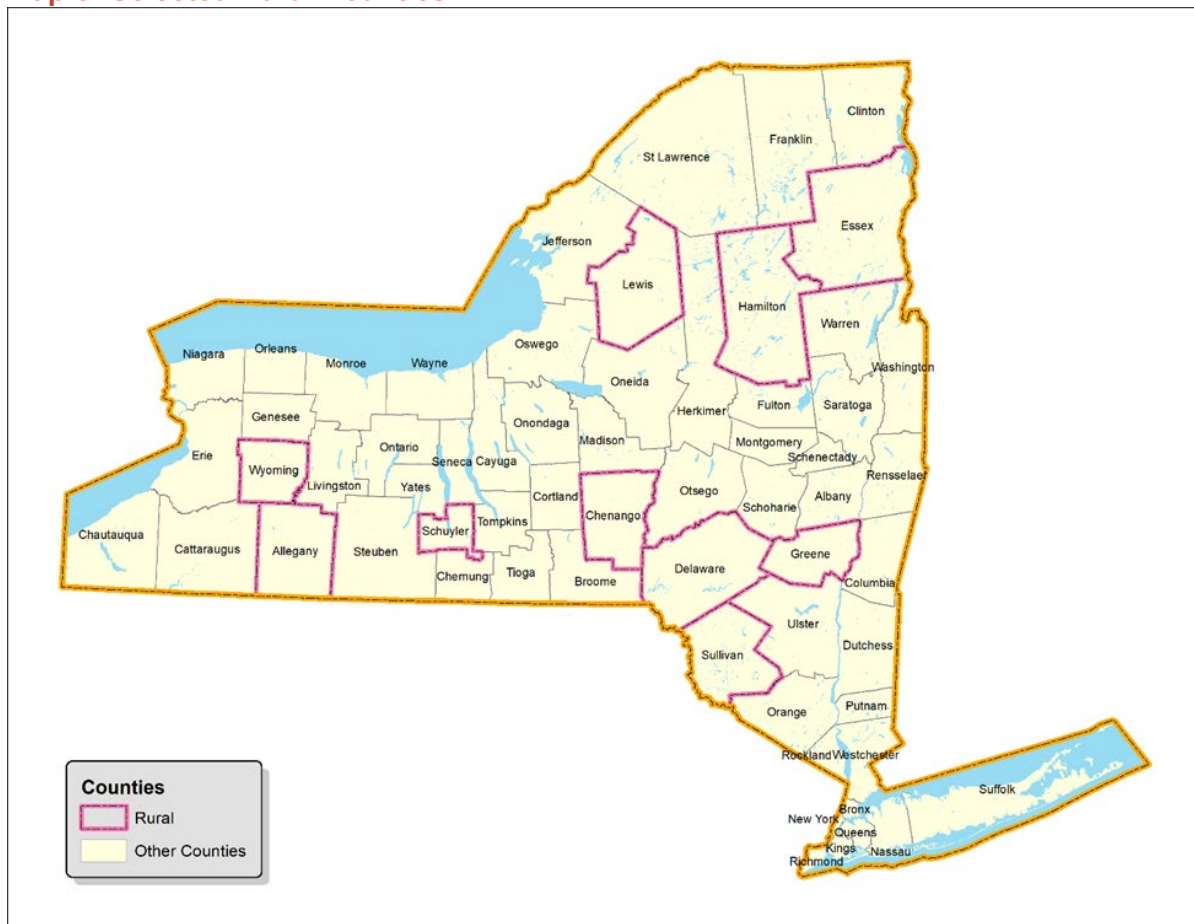 Clinton
Franklin
St Lawrence
Essex
Jefferson
Lewis
Hamilton
Warren
Oswego
Niagara
Orleans
Monroe
Wayne
Washington
Oneida
Herkimer
Fulton
Saratoga
Genesee
Onondaga
Madison
Montgomery
Ontario
Erie
Seneca
Cayuga
Schenectady
Wyoming
Rensselaer
Livingston
Yates
Cortland
Otsego
Albany
Schoharie
Chenango
Tompkins
Schuyler
Chautauqua
Cattaraugus
Allegany
Steuben
Greene
Delaware
Chemung
Tioga
Broome
Columbia
Ulster
Dutchess
Sullivan
Putnam
Orange
Rockland
Westchester
Counties
Rural
Other Counties
Suffolk
Bronx
New York
Queens
Kings
Nassau
Richmond